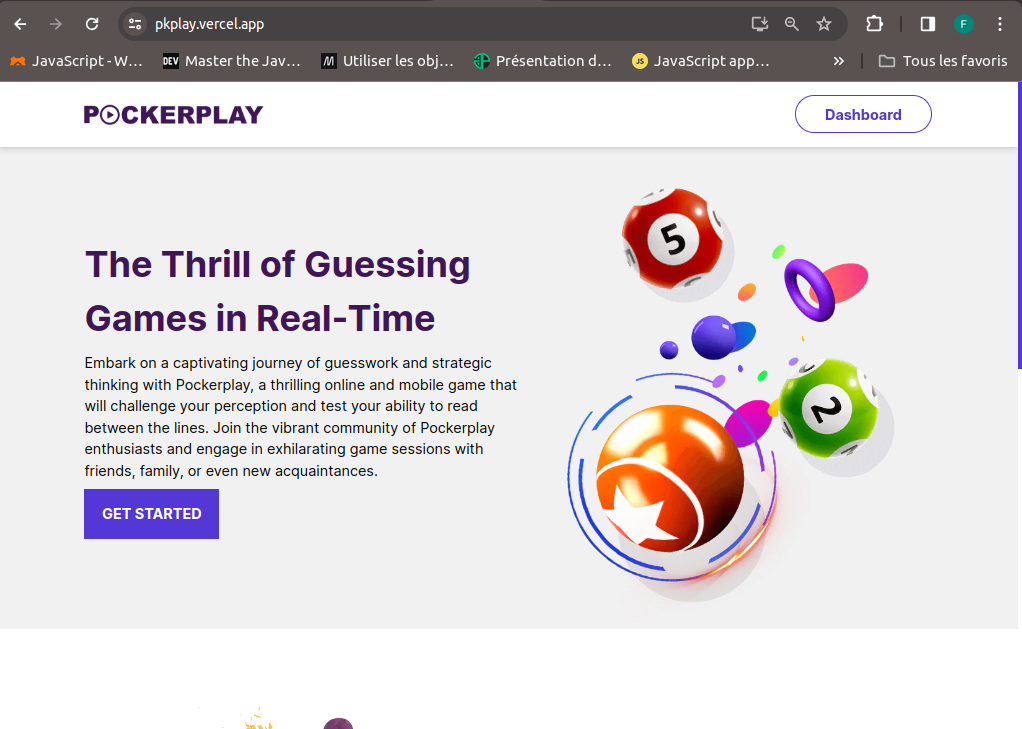 pkplay.vercel.app
JavaScript - W...
DEV Master the Jav...
Utiliser les obj...
Présentation d...
JS JavaScript app...
»
Tous les favoris
F
POCKERPLAY
Dashboard
The Thrill of Guessing
Games in Real-Time
Embark on a captivating journey of guesswork and strategic
thinking with Pockerplay, a thrilling online and mobile game that
will challenge your perception and test your ability to read
between the lines. Join the vibrant community of Pockerplay
enthusiasts and engage in exhilarating game sessions with
friends, family, or even new acquaintances.
GET STARTED
5
2